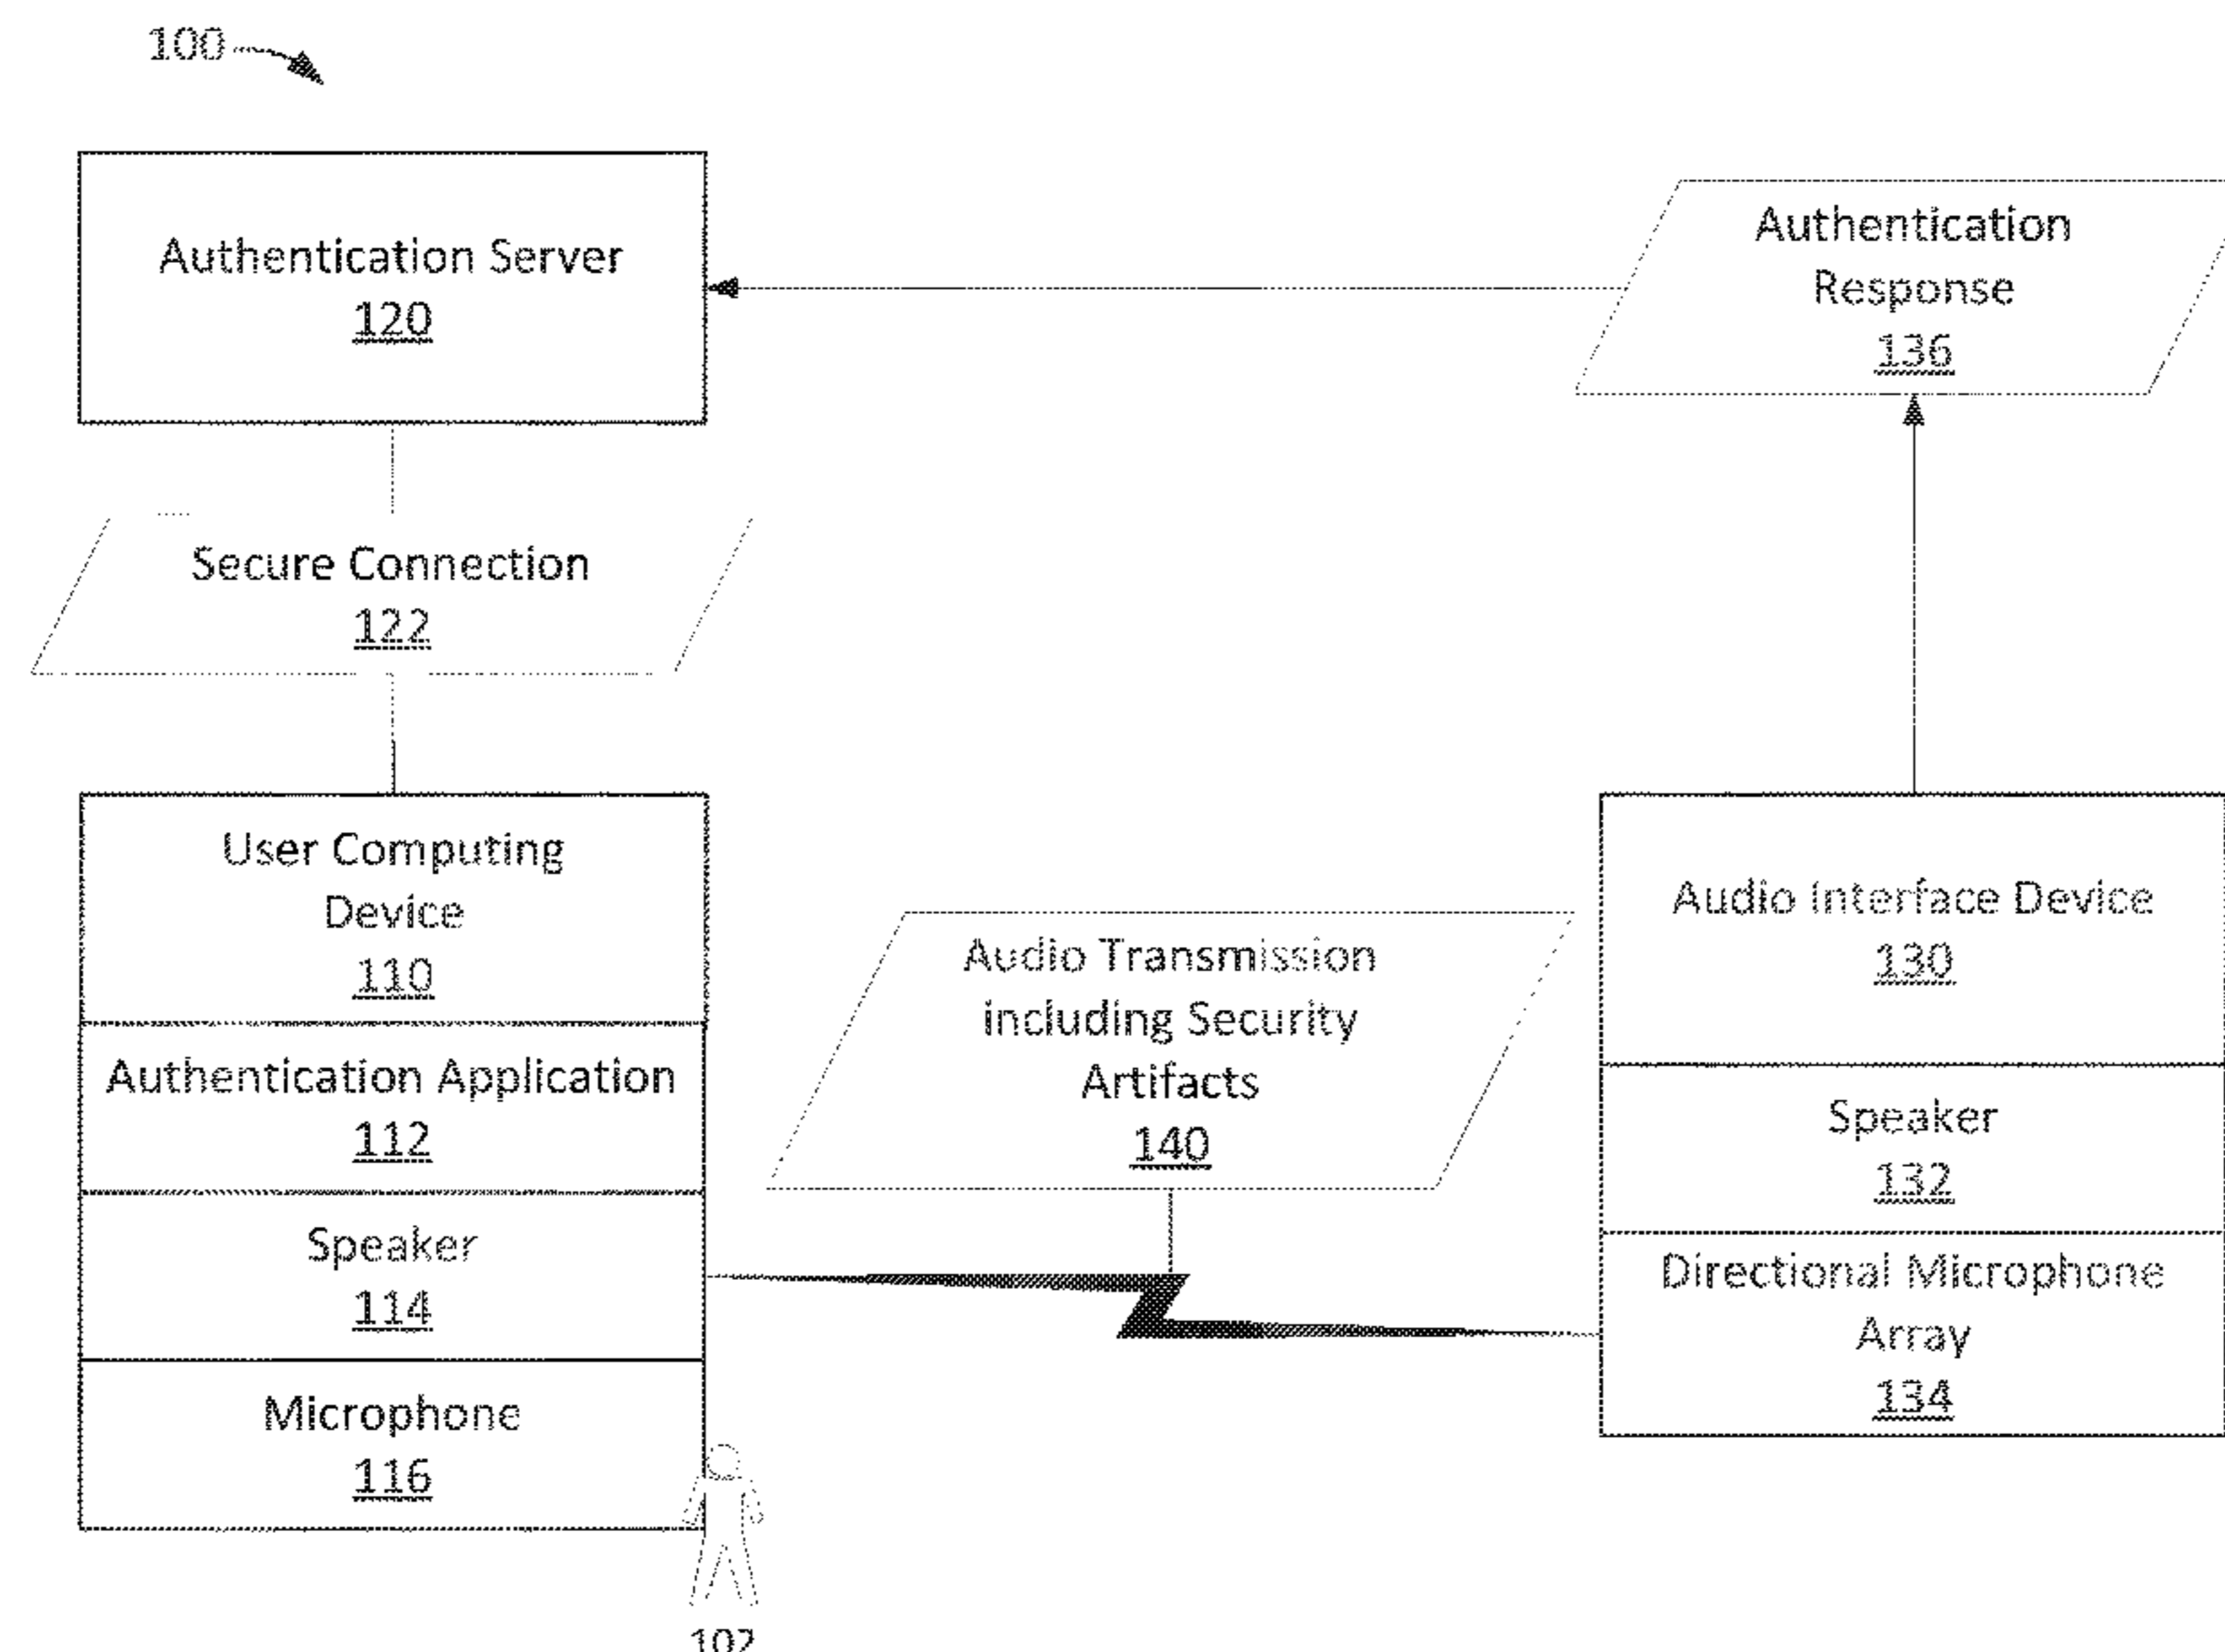 100
Authentication Server
120
Authentication
Response
136
Secure Connection
122
User Computing
Device
110
Authentication Application
112
Speaker
114
Microphone
116
102
Audio Transmission
including Security
Artifacts
140
Audio Interface Device
130
Speaker
132
Directional Microphone
Array
134